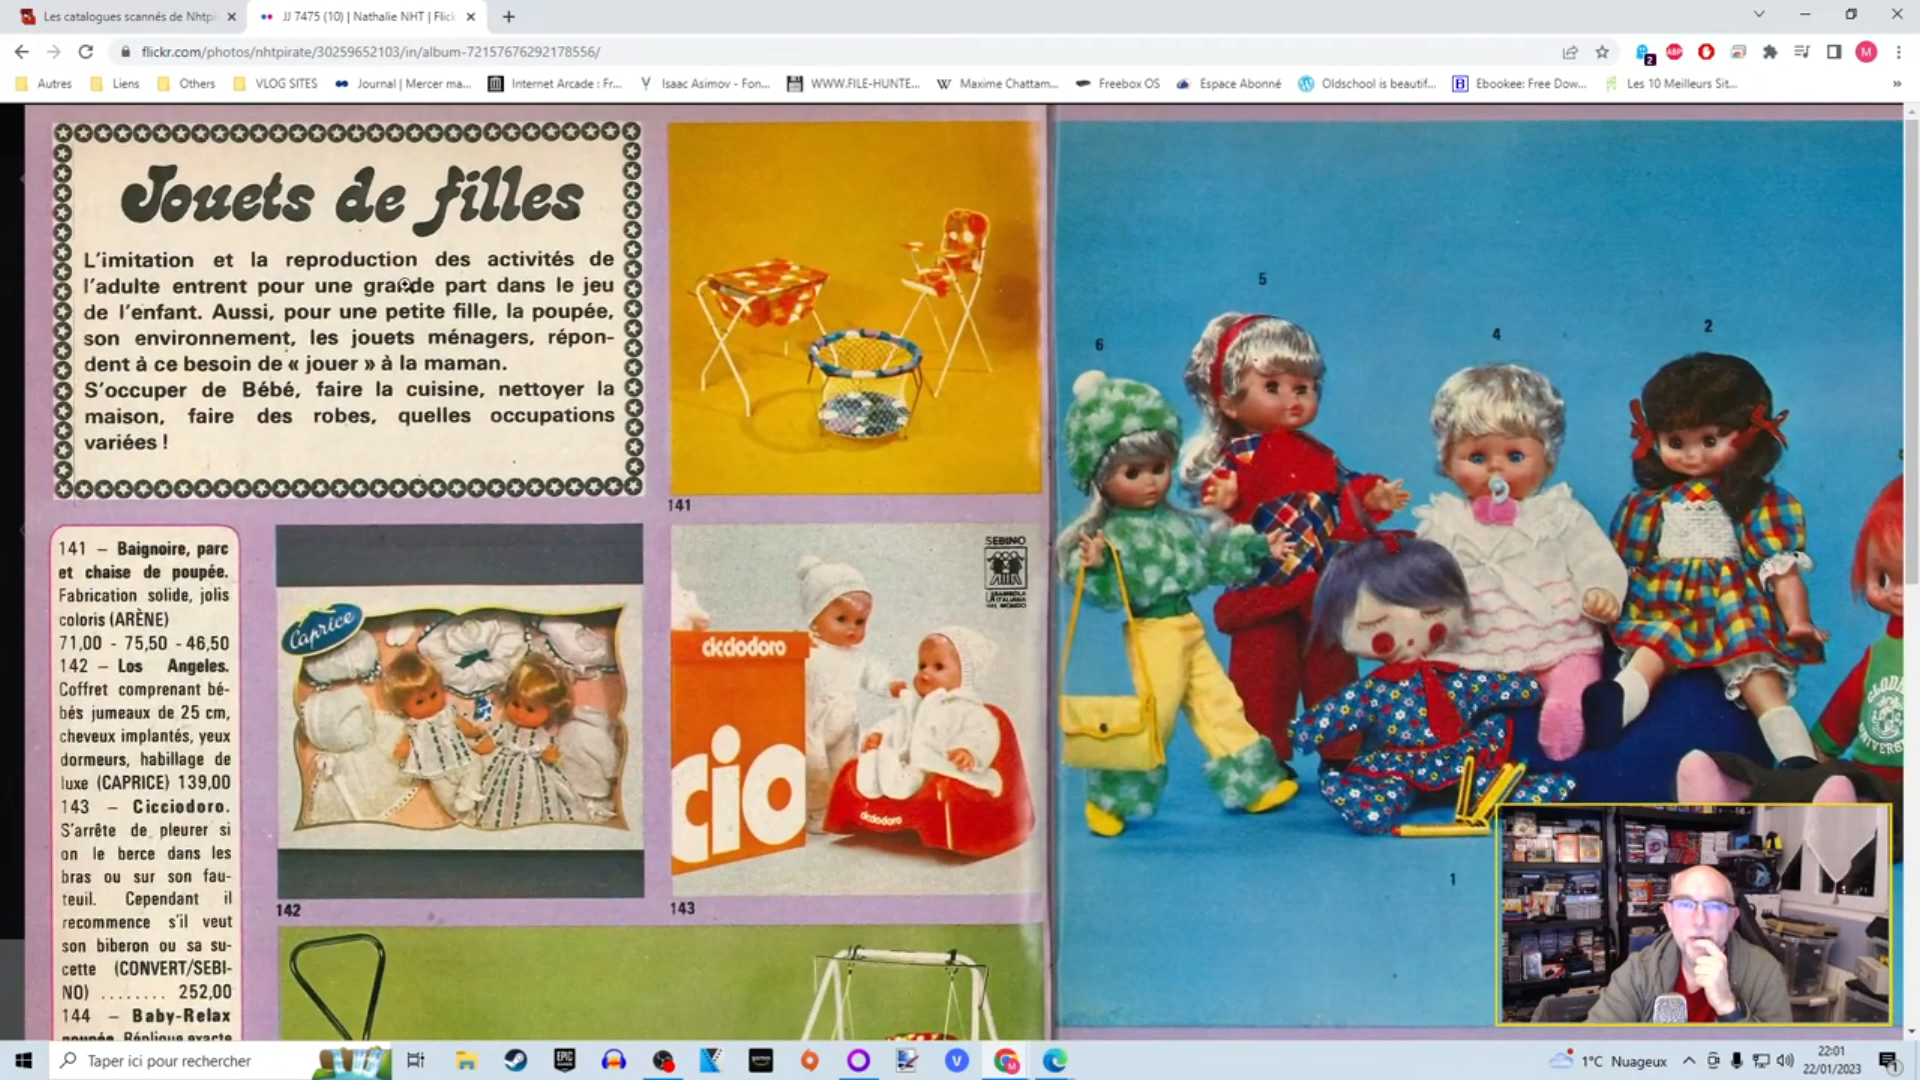 Les catalogues scannés de Nhtpi
JJ 7475 (10) | Nathalie NHT | Flick
flickr.com/photos/nhtpirate/30259652103/in/album-72157676292178556/
2
ABP
M
Autres
Liens
Others
VLOG SITES
Journal | Mercer ma...
Internet Arcade : Fr...
Isaac Asimov - Fon...
WWW.FILE-HUNTE...
Maxime Chattam...
Freebox OS
Espace Abonné
Oldschool is beautif...
Ebookee: Free Dow...
Les 10 Meilleurs Sit...
Jouets de filles
L'imitation et la reproduction des activités de
l'adulte entrent pour une grande part dans le jeu
de l'enfant. Aussi, pour une petite fille, la poupée,
son environnement, les jouets ménagers, répon-
dent à ce besoin de « jouer » à la maman.
S'occuper de Bébé, faire la cuisine, nettoyer la
maison, faire des robes, quelles occupations
variées !
141
141 – Baignoire, parc
et chaise de poupée.
Fabrication solide, jolis
coloris (ARÈNE)
71,00 - 75,50 - 46,50
142 – Los Angeles.
Coffret comprenant bé-
bés jumeaux de 25 cm,
cheveux implantés, yeux
dormeurs, habillage de
luxe (CAPRICE) 139,00
143 – Cicciodoro.
S'arrête de pleurer si
on le berce dans les
bras ou sur son fau-
teuil. Cependant il
recommence s'il veut
son biberon ou sa su-
cette (CONVERT/SEBI-
NO) ........ 252,00
144 – Baby-Relax
poupée. Réplique exacte
Caprice
142
SEBINO
cicciodoro
cio
cicciodoro
143
6
5
4
2
1
Taper ici pour rechercher
EPIC
1°C Nuageux
22:01
22/01/2023